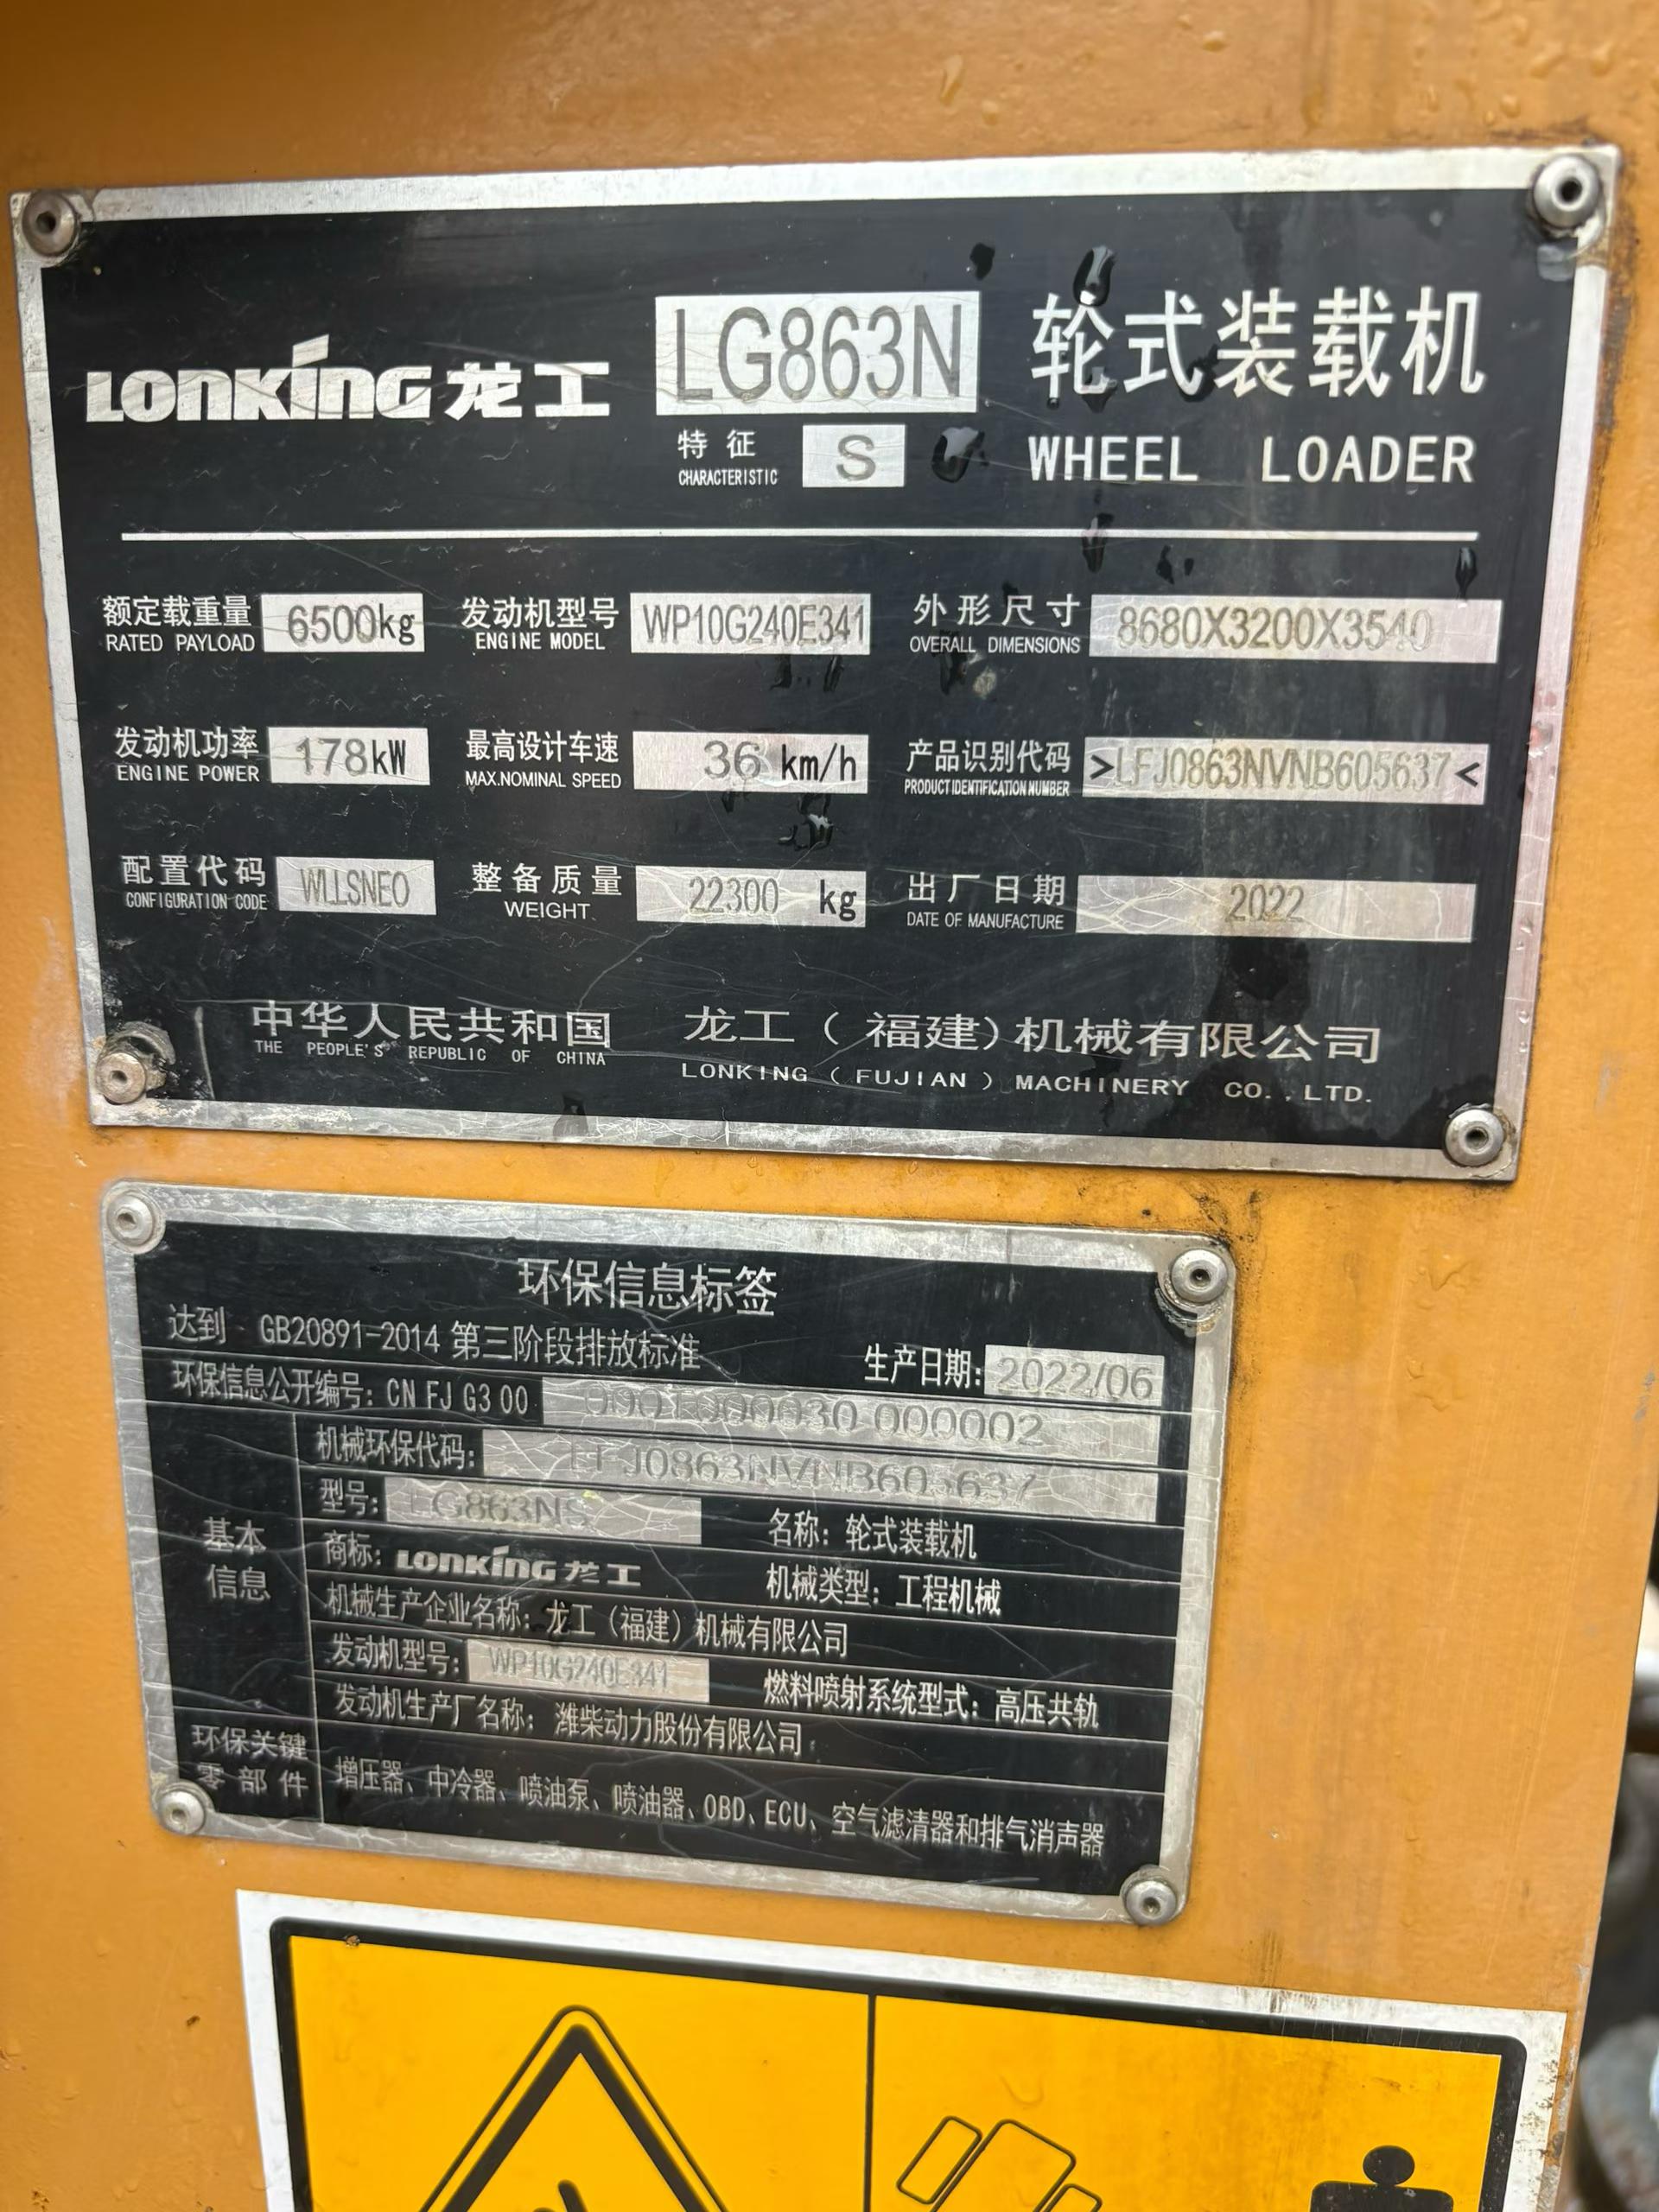 LONKING 龙工 LG863N 轮式装载机
特征 S WHEEL LOADER
CHARACTERISTIC
额定载重量 6500kg 发动机型号 WP10G240E341 外形尺寸 8680X3200X3540
RATED PAYLOAD ENGINE MODEL OVERALL DIMENSIONS
发动机功率 178kW 最高设计车速 36 km/h 产品识别代码 >LFJ0863NVNB605637<
ENGINE POWER MAX.NOMINAL SPEED PRODUCT IDENTIFICATION NUMBER
配置代码 WLLSNE0 整备质量 22300 kg 出厂日期 2022
CONFIGURATION CODE WEIGHT DATE OF MANUFACTURE
中华人民共和国 龙工(福建)机械有限公司
THE PEOPLE'S REPUBLIC OF CHINA LONKING (FUJIAN) MACHINERY CO.,LTD.
环保信息标签
达到 GB20891-2014 第三阶段排放标准
生产日期: 2022/06
环保信息公开编号: CN FJ G3 00 000002
机械环保代码: LFJ0863NVNB605637
型号: LG863NS 名称: 轮式装载机
基本信息
商标: LONKING 龙工 机械类型: 工程机械
机械生产企业名称: 龙工(福建)机械有限公司
发动机型号: WP10G240E341 燃料喷射系统型式: 高压共轨
发动机生产厂名称: 潍柴动力股份有限公司
环保关键零部件 增压器、中冷器、喷油泵、喷油器、OBD、ECU、空气滤清器和排气消声器